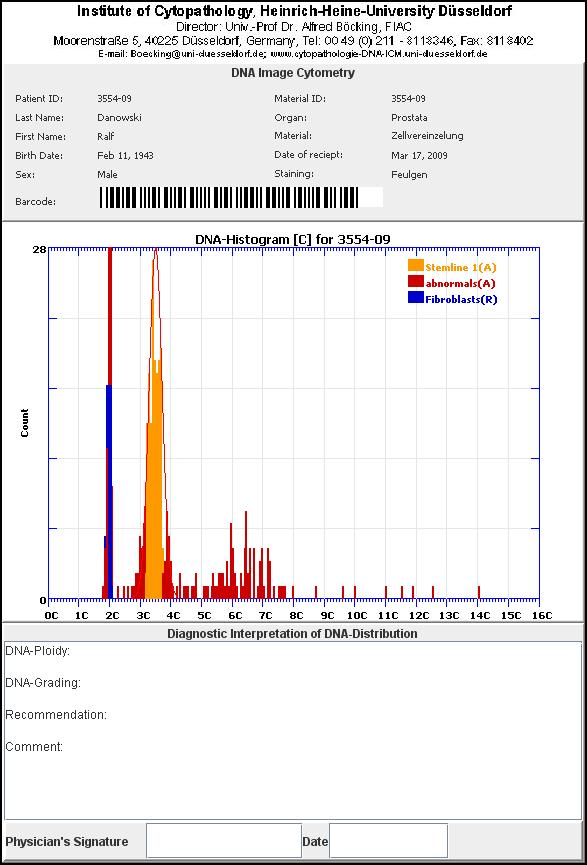 Institute of Cytopathology, Heinrich-Heine-University Düsseldorf
Director: Univ.-Prof Dr. Alfred Böcking, FIAC
Moorenstraße 5, 40225 Düsseldorf, Germany, Tel: 00 49 (0) 211 - 8118346, Fax: 8118402
E-mail: Boecking@uni-duesseldorf.de; www.cytopathologie-DNA-ICM.uni-duesseldorf.de
DNA Image Cytometry
Patient ID: 3554-09 Material ID: 3554-09
Last Name: Danowski Organ: Prostata
First Name: Ralf Material: Zellvereinzelung
Birth Date: Feb 11, 1943 Date of reciept: Mar 17, 2009
Sex: Male Staining: Feulgen
Barcode:
DNA-Histogram [C] for 3554-09
28
Stemline 1(A)
abnormals(A)
Fibroblasts(R)
Count
0
0C 1C 2C 3C 4C 5C 6C 7C 8C 9C 10C 11C 12C 13C 14C 15C 16C
Diagnostic Interpretation of DNA-Distribution
DNA-Ploidy:
DNA-Grading:
Recommendation:
Comment:
Physician's Signature Date